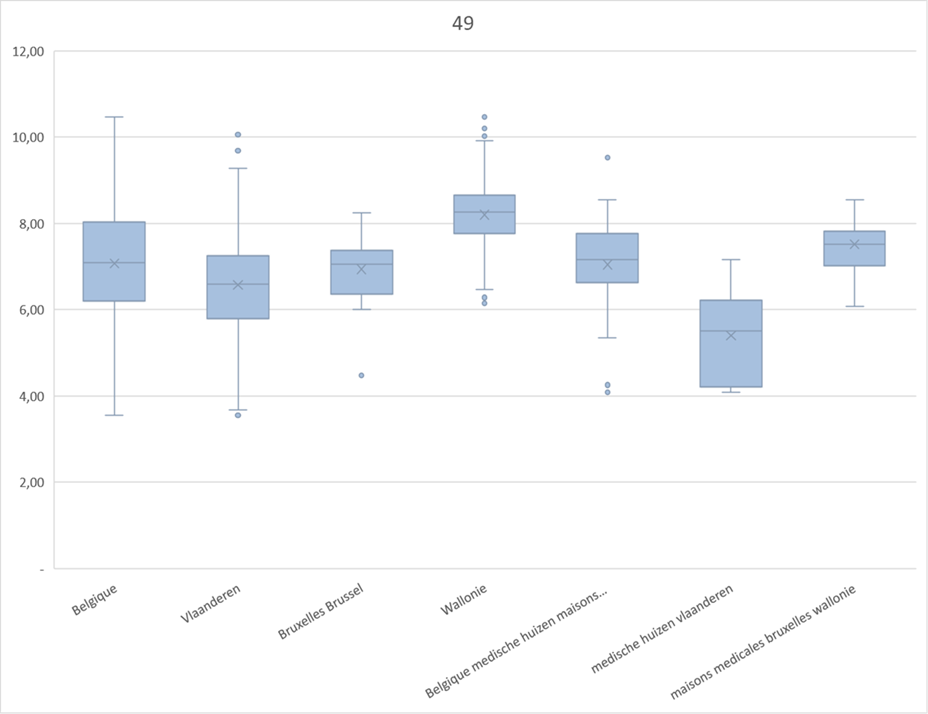 49
12,00
10,00
8,00
6,00
4,00
2,00
-
Belgique
Vlaanderen
Bruxelles Brussel
Wallonie
Belgique medische huizen maisons...
medische huizen vlaanderen
maisons medicales bruxelles wallonie